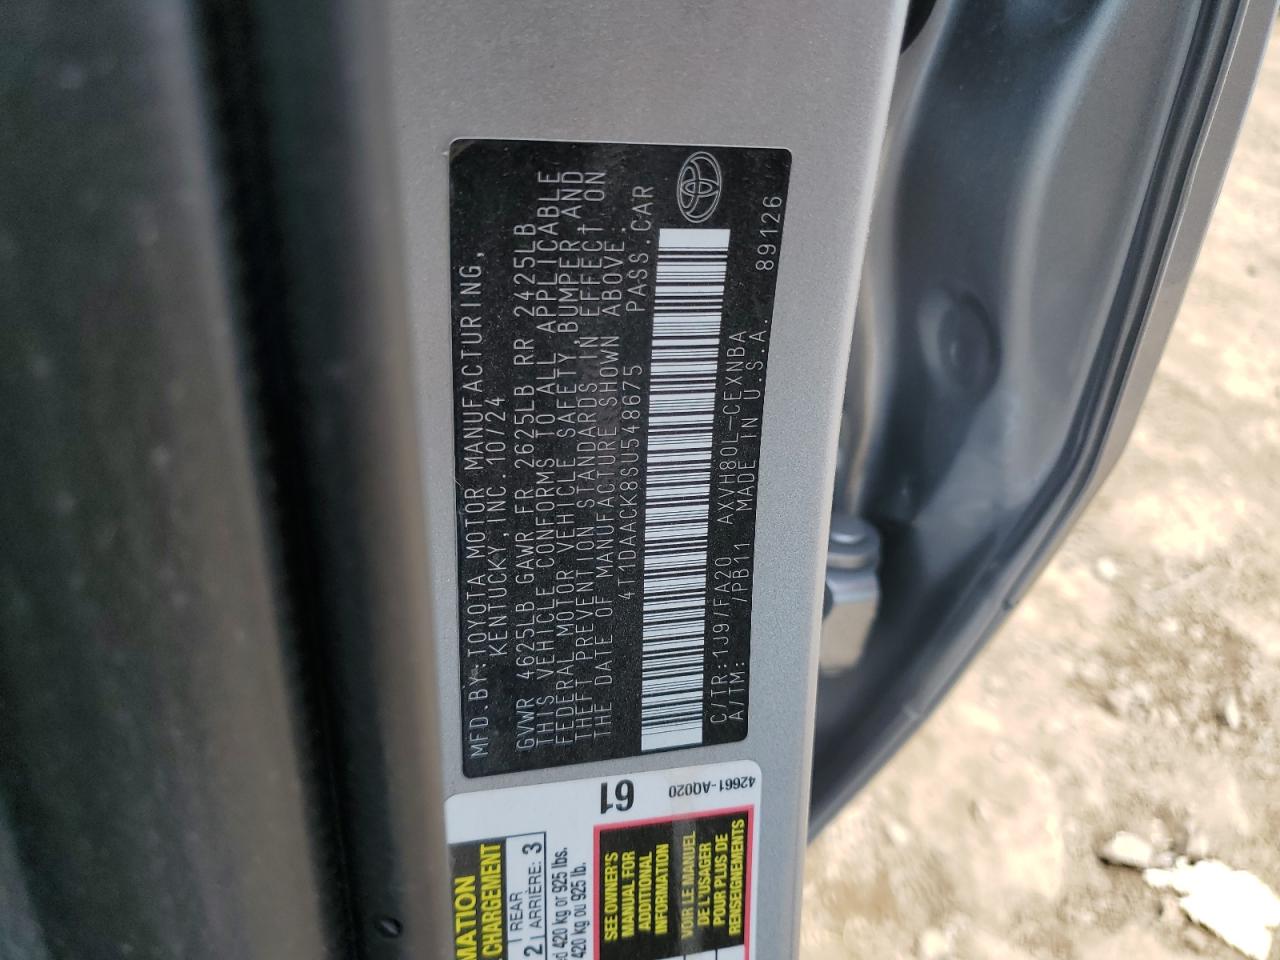 MFD.BY:TOYOTA MOTOR MANUFACTURING,
KENTUCKY,INC. 10/24
GVWR 4625LB GAWR FR 2625LB RR 2425LB
THIS VEHICLE CONFORMS TO ALL APPLICABLE
FEDERAL MOTOR VEHICLE SAFETY,BUMPER,AND
THEFT PREVENTION STANDARDS IN EFFECT ON
THE DATE OF MANUFACTURE SHOWN ABOVE.
4T1DAACK8SU548675 PASS.CAR
C/TR:1J9/FA20 AXVH80L-CEXNBA
A/TM: /PB11 MADE IN U.S.A. 89126
42661-AQ020
61
MATION
CHARGEMENT
2 REAR
ARRIÈRE: 3
420 kg or 925 lbs.
420 kg ou 925 lb.
SEE OWNER'S
MANUAL FOR
ADDITIONAL
INFORMATION
VOIR LE MANUEL
DE L'USAGER
POUR PLUS DE
RENSEIGNEMENTS